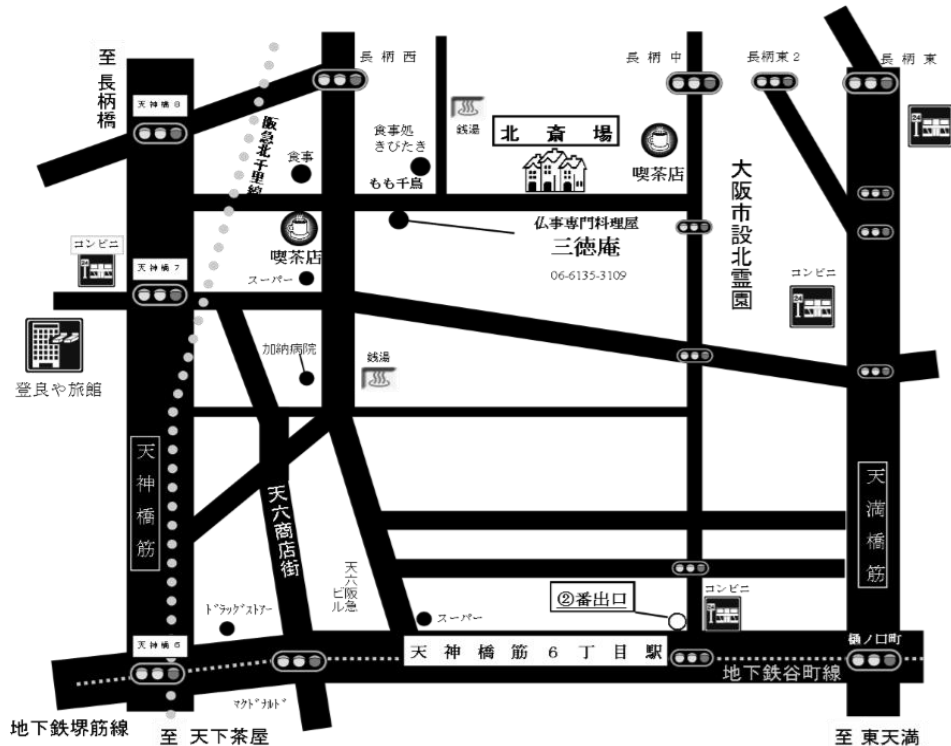 至 長柄橋
天神橋8
長柄西
長柄中
長柄東2
長柄東
阪急北千里線
食事
食事処
きびたき
銭湯
北斎場
喫茶店
もも千鳥
仏事専門料理屋
三徳庵
06-6135-3109
大阪市設北霊園
コンビニ
天神橋7
喫茶店
スーパー
コンビニ
24
登良や旅館
加納病院
銭湯
天神橋筋
天六商店街
天六阪急
ビル
天満橋筋
ドラッグストアー
スーパー
②番出口
コンビニ
天神橋6
天神橋筋6丁目駅
樋ノ口町
地下鉄谷町線
マクドナルド
地下鉄堺筋線
至 天下茶屋
至 東天満